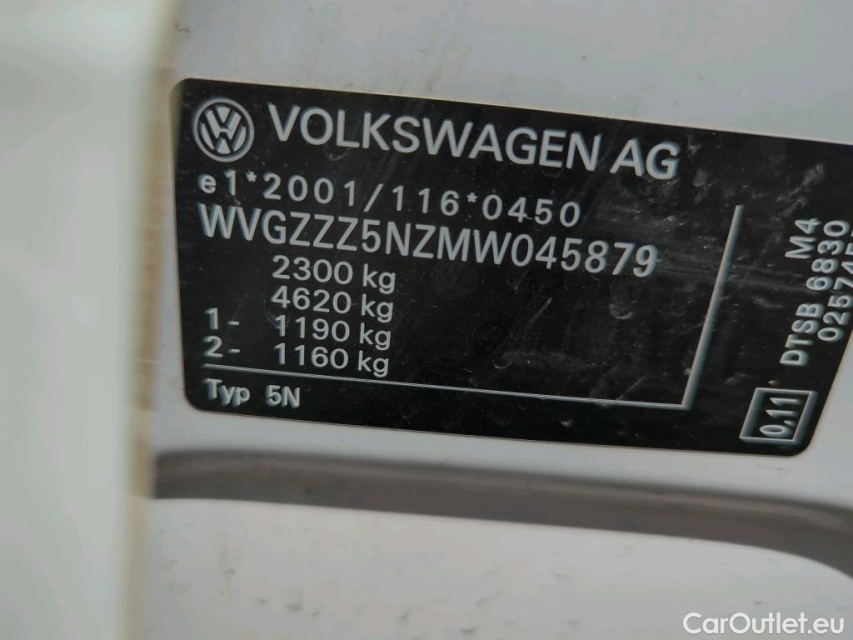 VOLKSWAGEN AG
e1*2001/116*0450
WVGZZZ5NZMW045879
2300 kg
4620 kg
1- 1190 kg
2- 1160 kg
Typ 5N
M4
DTSB 6830
0,11
CarOutlet.eu